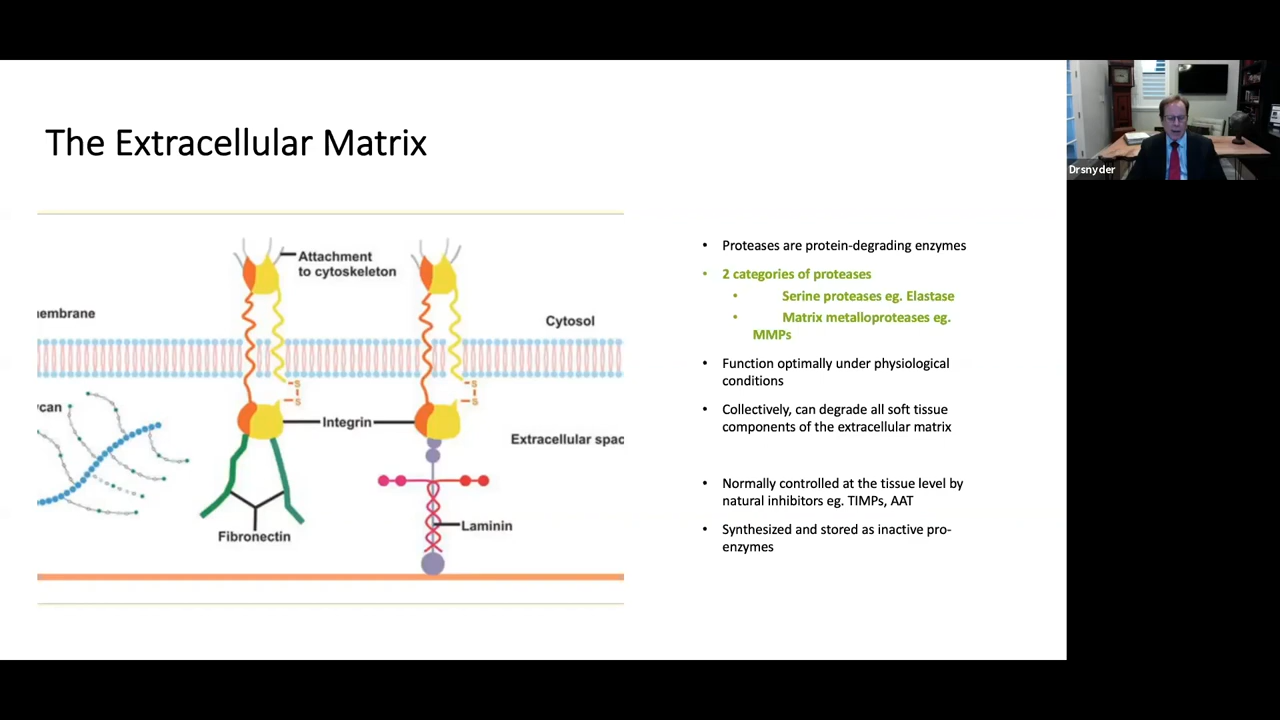 The Extracellular Matrix
Attachment
to cytoskeleton
embrane
Cytosol
S
S
S
S
can
Integrin
Extracellular spac
Fibronectin
Laminin
• Proteases are protein-degrading enzymes
• 2 categories of proteases
• Serine proteases eg. Elastase
• Matrix metalloproteases eg.
MMPs
• Function optimally under physiological
conditions
• Collectively, can degrade all soft tissue
components of the extracellular matrix
• Normally controlled at the tissue level by
natural inhibitors eg. TIMPs, AAT
• Synthesized and stored as inactive pro-
enzymes
Drsnyder